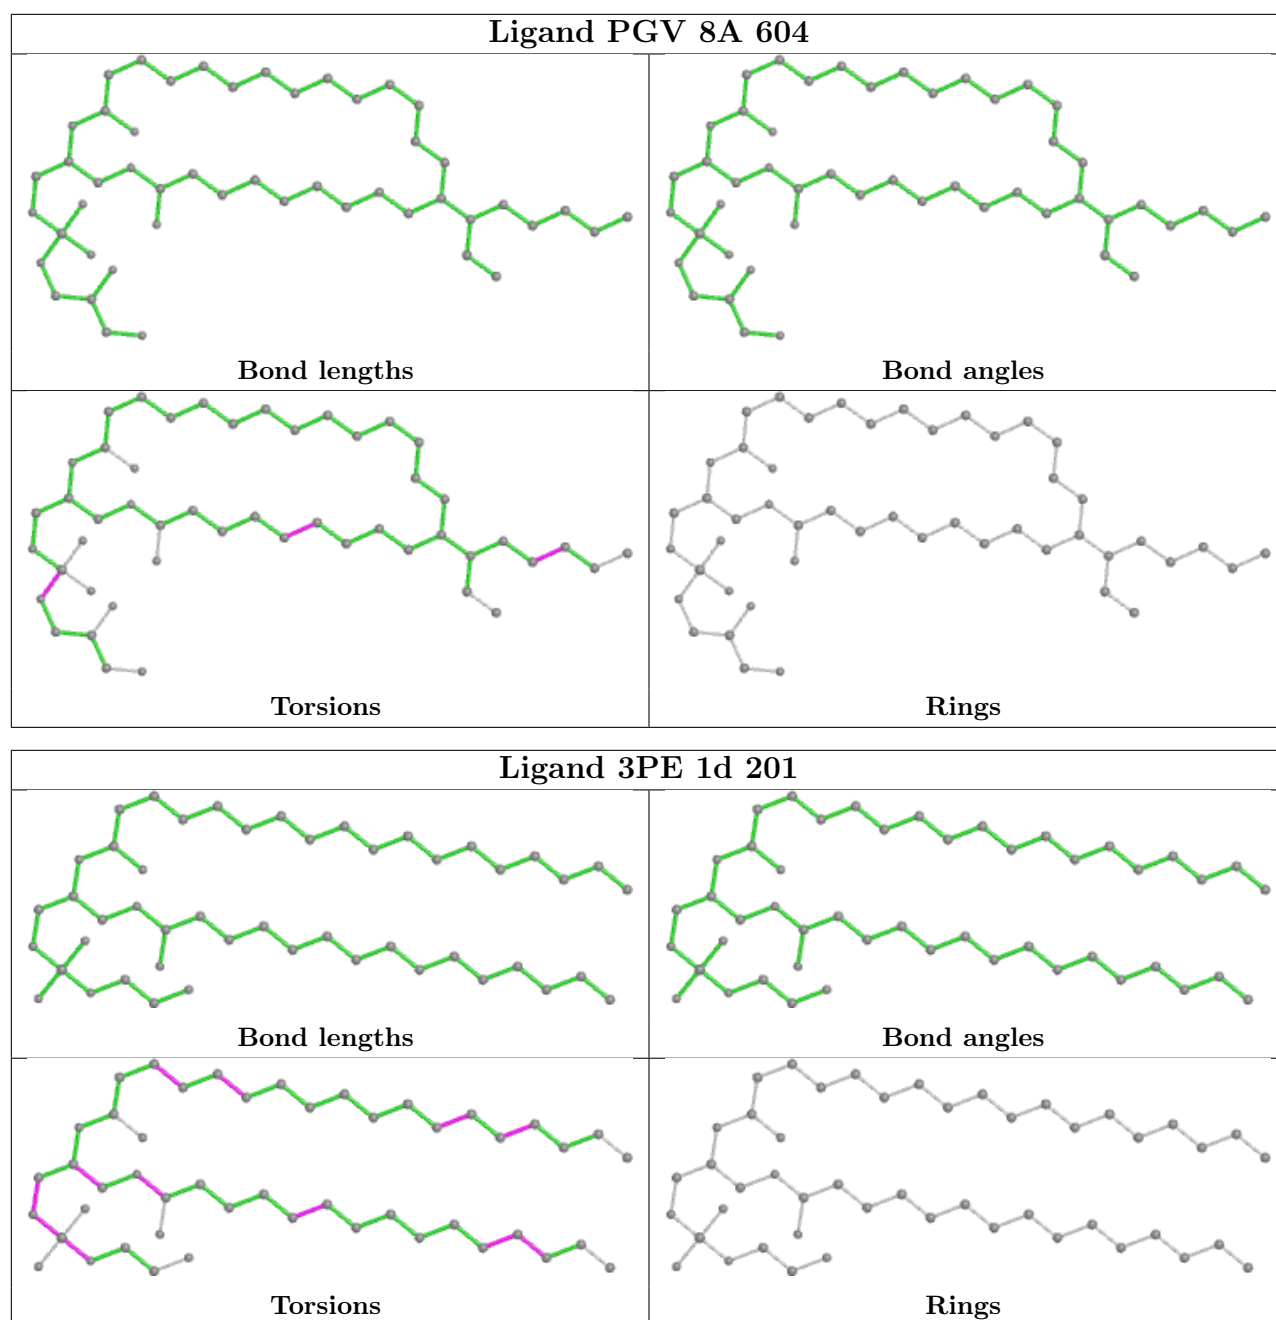 Ligand PGV 8A 604
Bond lengths
Bond angles
Torsions
Rings
Ligand 3PE 1d 201
Bond lengths
Bond angles
Torsions
Rings